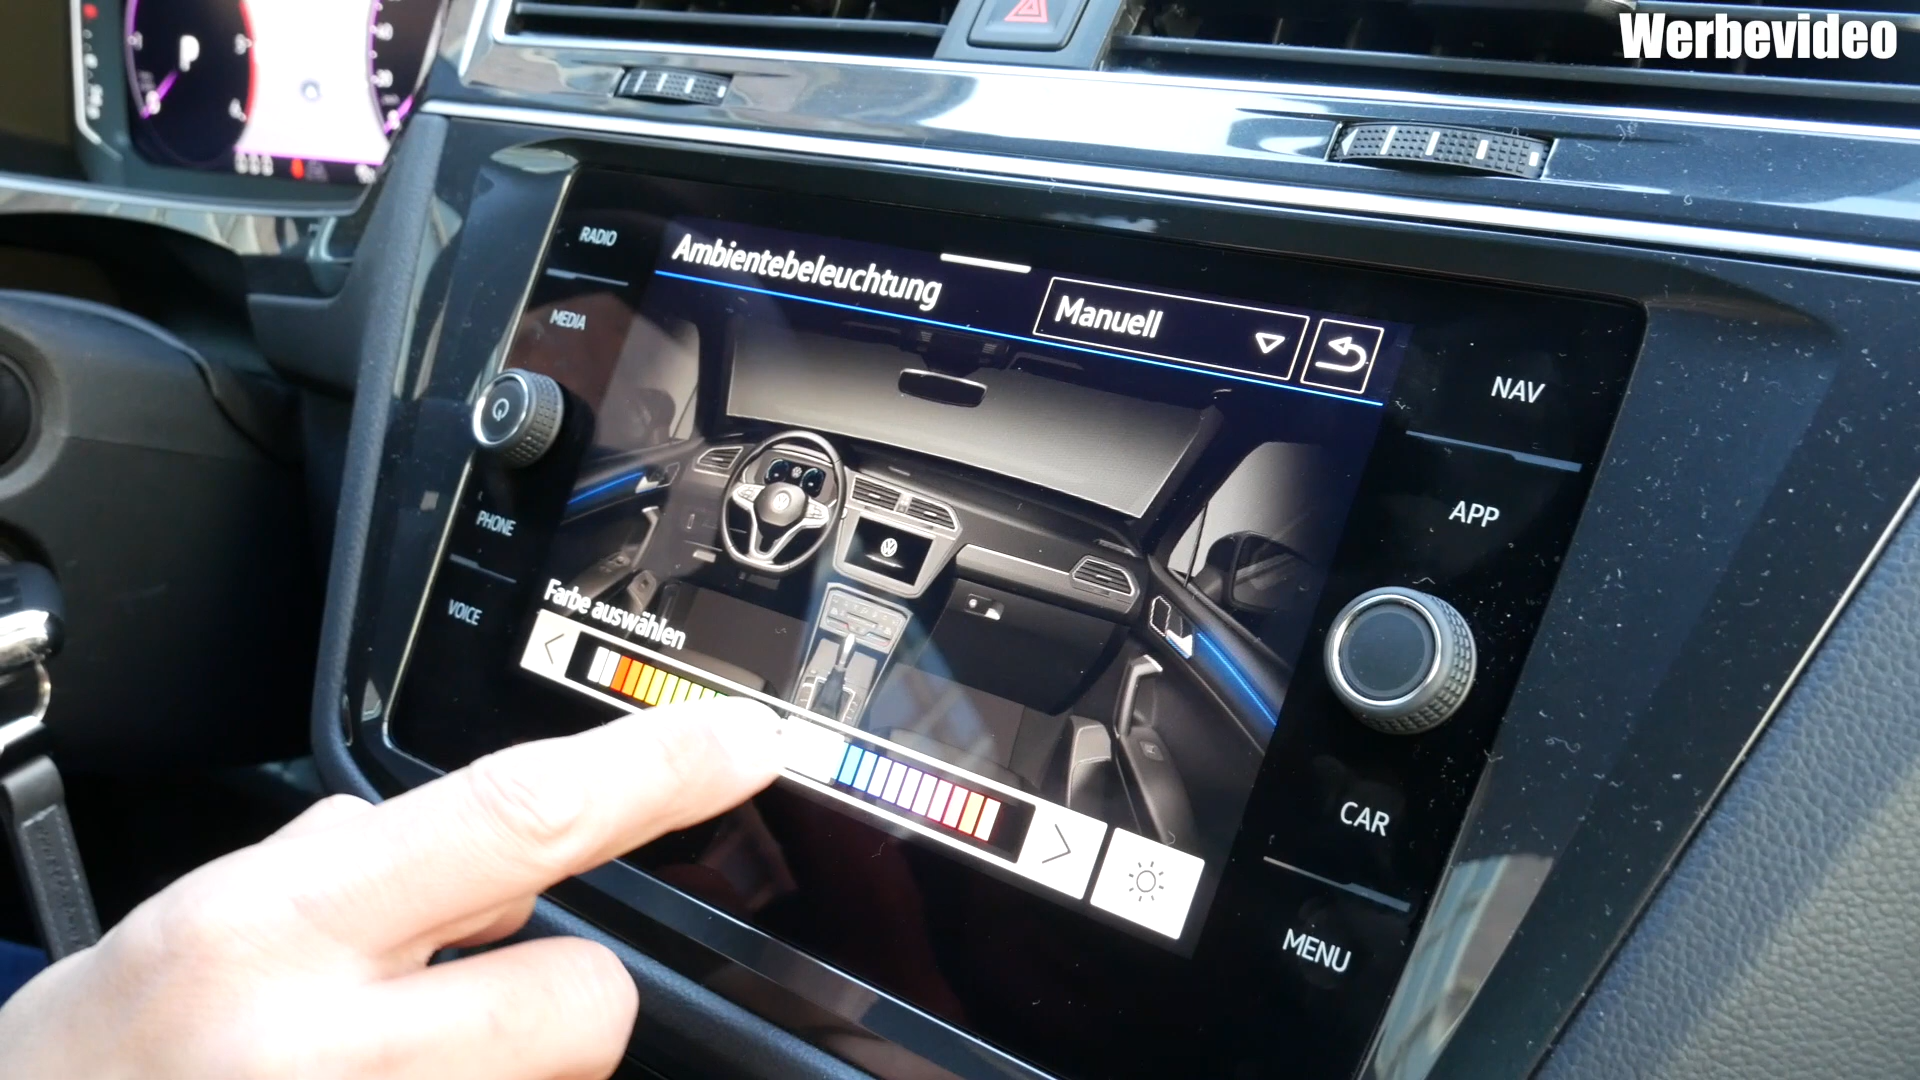 Werbevideo
P
RADIO
MEDIA
PHONE
VOICE
Ambientebeleuchtung
Manuell
Farbe auswählen
NAV
APP
CAR
MENU